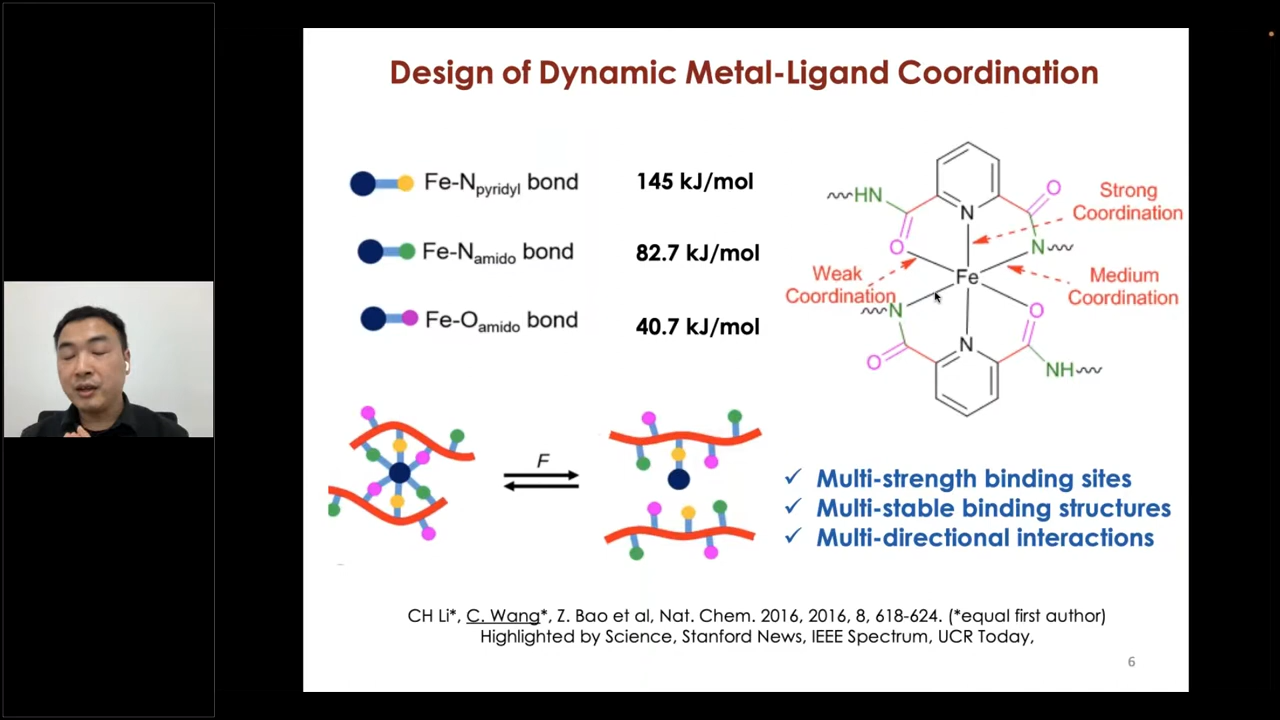 Design of Dynamic Metal-Ligand Coordination
Fe-Npyridyl bond 145 kJ/mol
Fe-Namido bond 82.7 kJ/mol
Fe-Oamido bond 40.7 kJ/mol
HN
O
N
O
N
Strong
Coordination
Weak
Coordination
Fe
Medium
Coordination
N
O
N
O
NH
F
✓ Multi-strength binding sites
✓ Multi-stable binding structures
✓ Multi-directional interactions
CH Li*, C. Wang*, Z. Bao et al, Nat. Chem. 2016, 2016, 8, 618-624. (*equal first author)
Highlighted by Science, Stanford News, IEEE Spectrum, UCR Today,
6